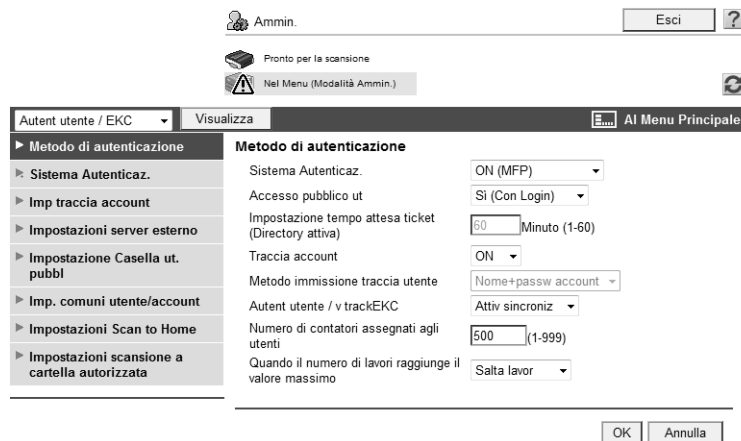 Ammin.
Esci
?
Pronto per la scansione
Nel Menu (Modalità Ammin.)
Autent utente / EKC
Visualizza
Al Menu Principale
Metodo di autenticazione
Sistema Autenticaz.
Imp traccia account
Impostazioni server esterno
Impostazione Casella ut.
pubbl
Imp. comuni utente/account
Impostazioni Scan to Home
Impostazioni scansione a
cartella autorizzata
Metodo di autenticazione
Sistema Autenticaz. ON (MFP)
Accesso pubblico ut Sì (Con Login)
Impostazione tempo attesa ticket
(Directory attiva) 60 Minuto (1-60)
Traccia account ON
Metodo immissione traccia utente Nome+passw account
Autent utente / v trackEKC Attiv sincroniz
Numero di contatori assegnati agli
utenti 500 (1-999)
Quando il numero di lavori raggiunge il
valore massimo Salta lavor
OK Annulla